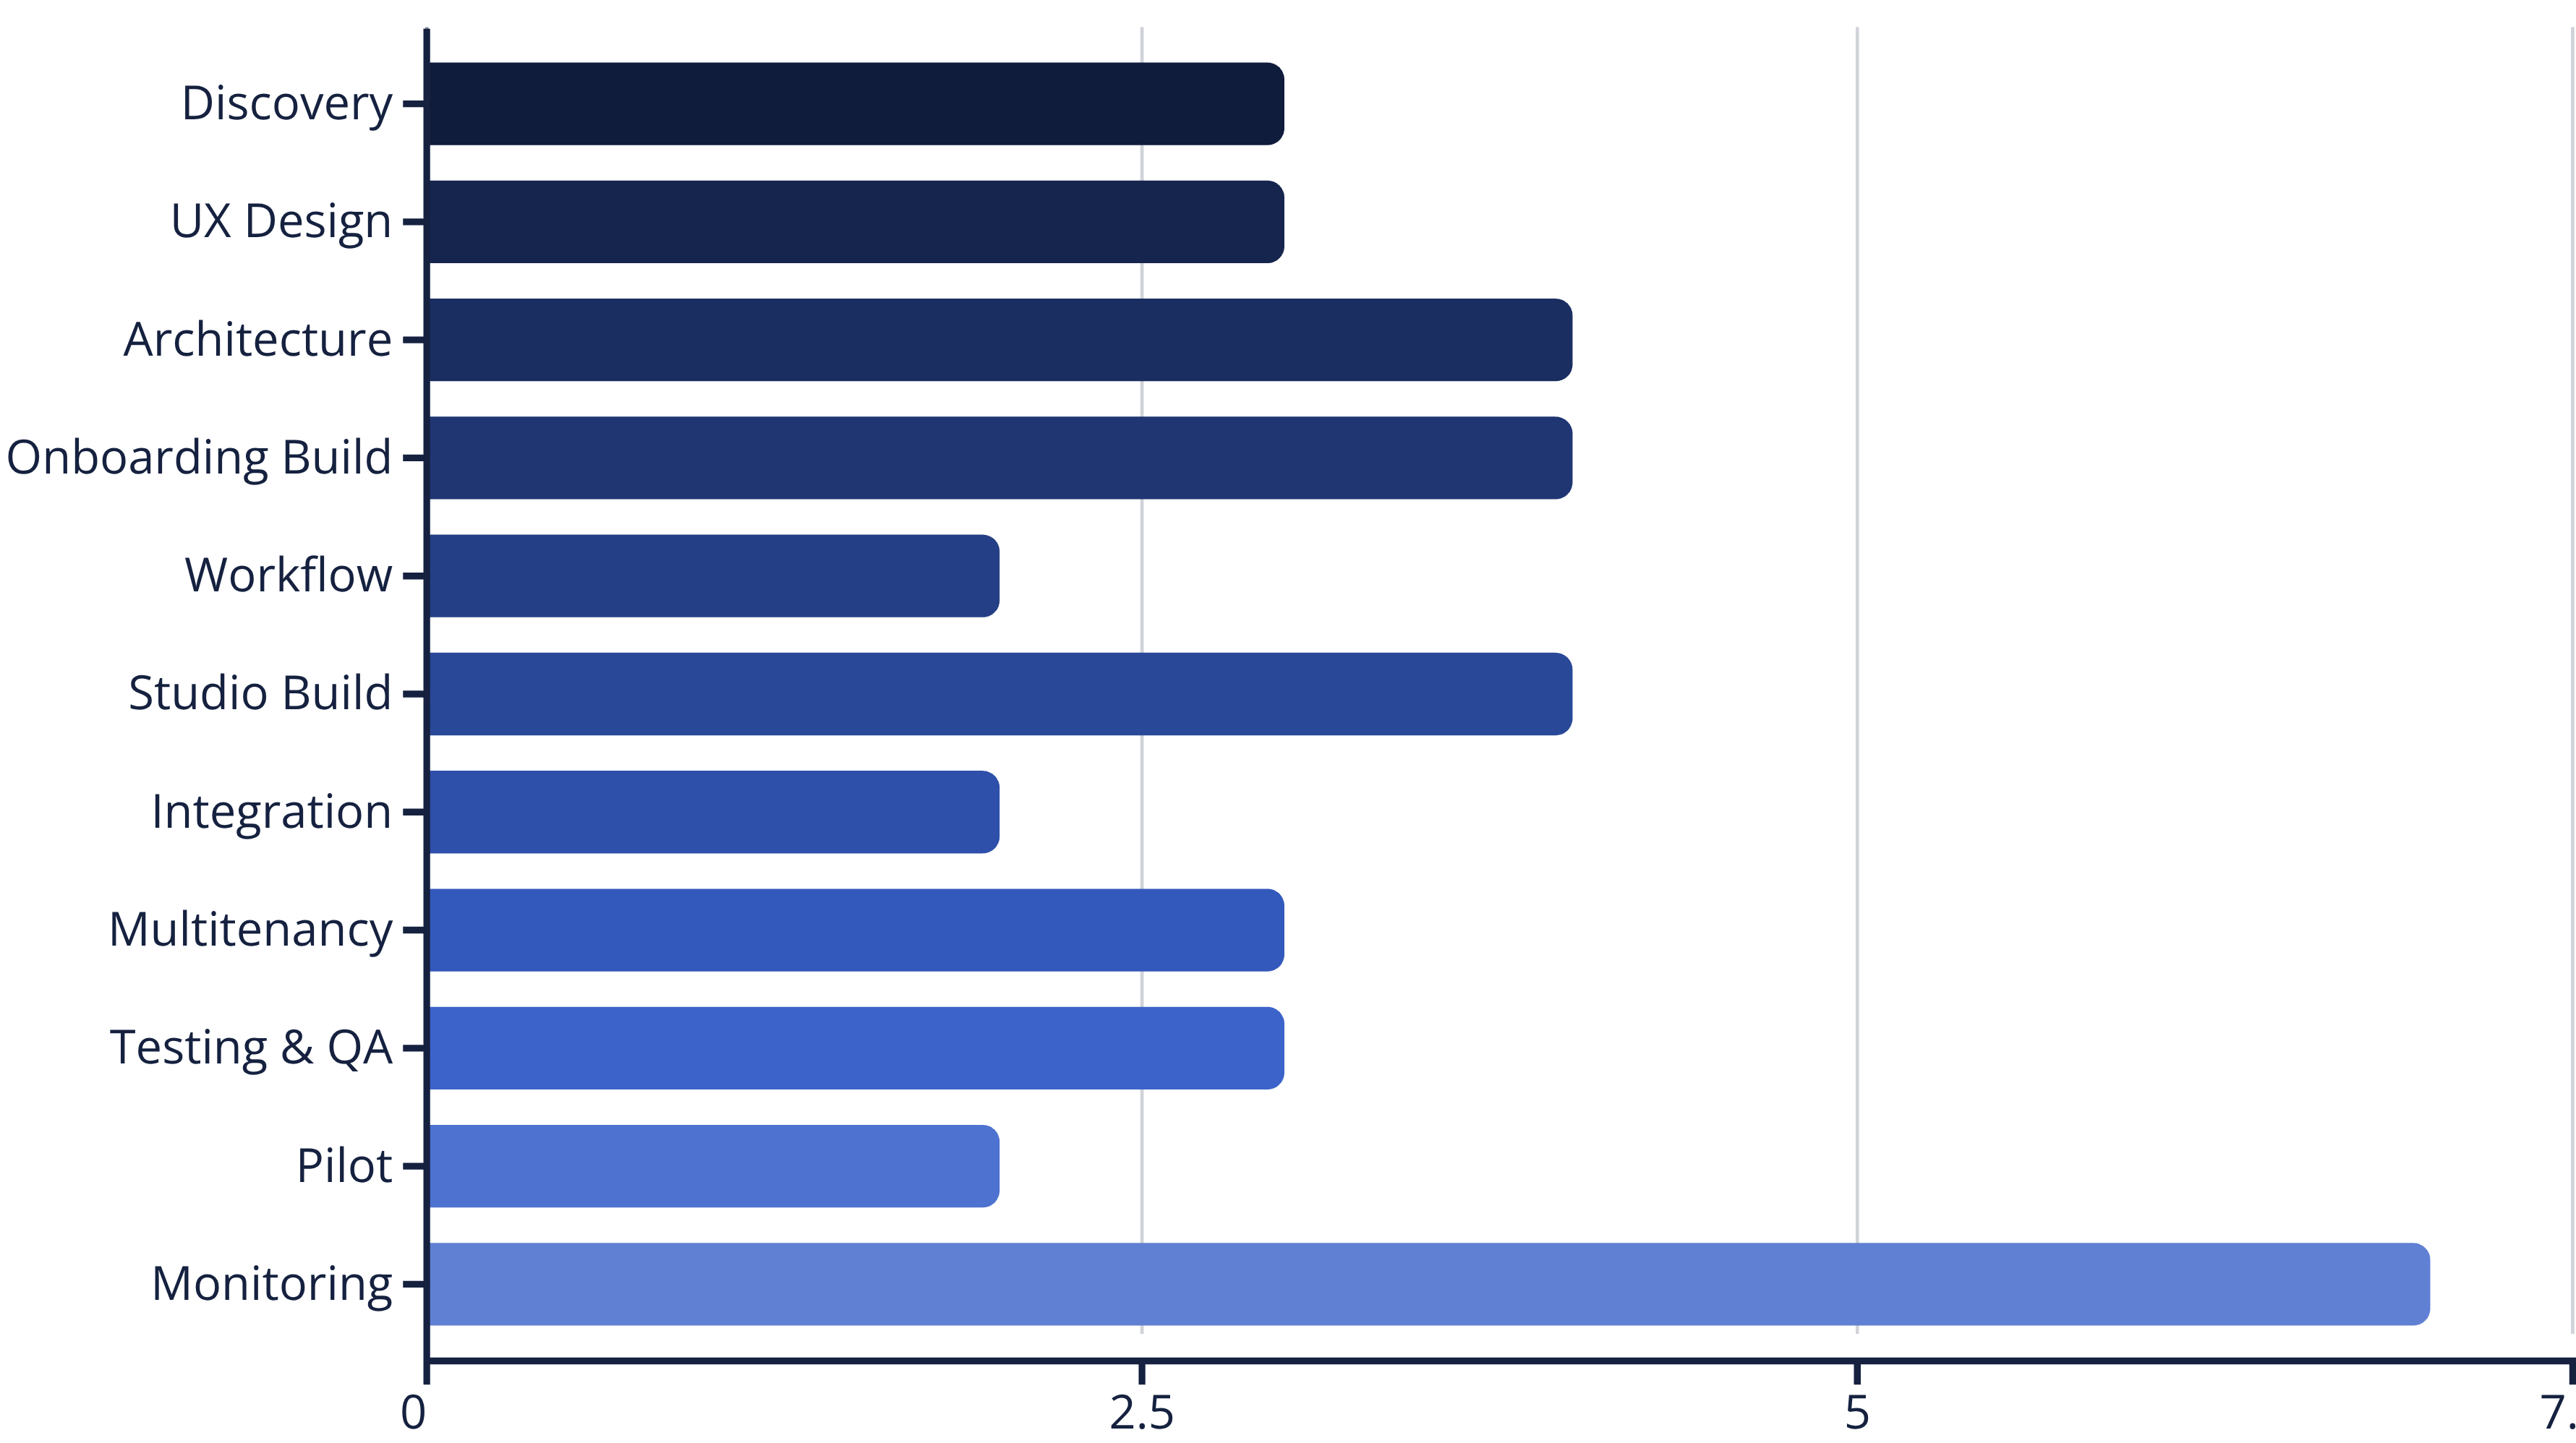 Discovery
UX Design
Architecture
Onboarding Build
Workflow
Studio Build
Integration
Multitenancy
Testing & QA
Pilot
Monitoring
0 2.5 5 7.